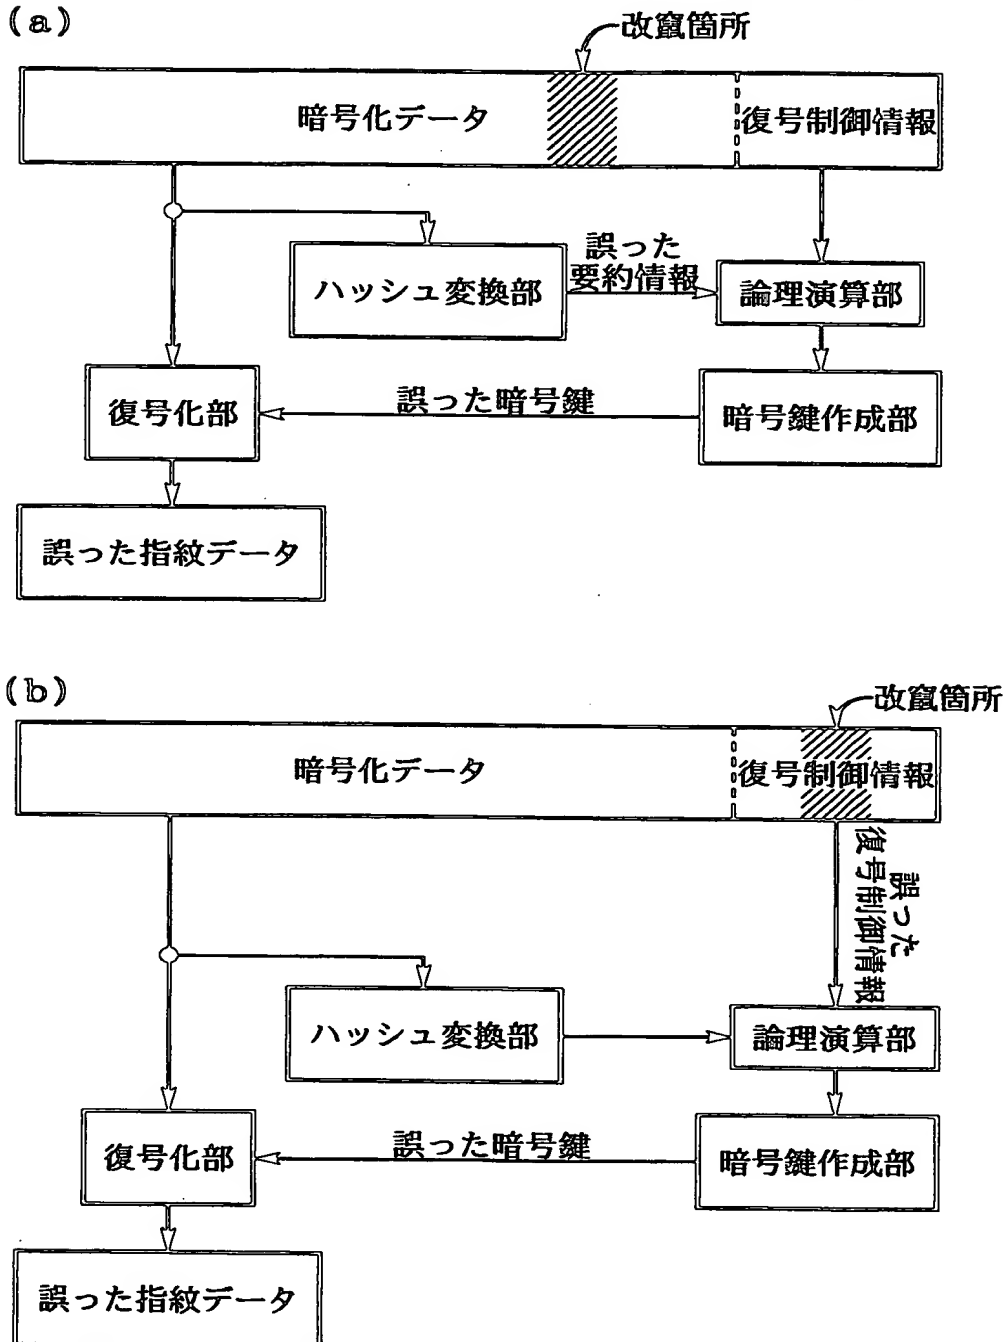 (a)
改竄箇所
暗号化データ
復号制御情報
ハッシュ変換部
誤った
要約情報
論理演算部
復号化部
誤った暗号鍵
暗号鍵作成部
誤った指紋データ
(b)
改竄箇所
暗号化データ
復号制御情報
誤った
復号制御情報
ハッシュ変換部
論理演算部
復号化部
誤った暗号鍵
暗号鍵作成部
誤った指紋データ